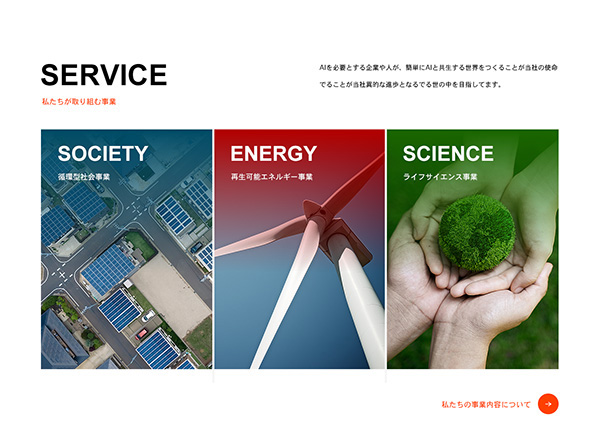 SERVICE
私たちが取り組む事業
AIを必要とする企業や人が、簡単にAIと共生する世界をつくることが当社の使命
でることが当社異的な進歩となるでる世の中を目指してます。
SOCIETY
循環型社会事業
ENERGY
再生可能エネルギー事業
SCIENCE
ライフサイエンス事業
私たちの事業内容について